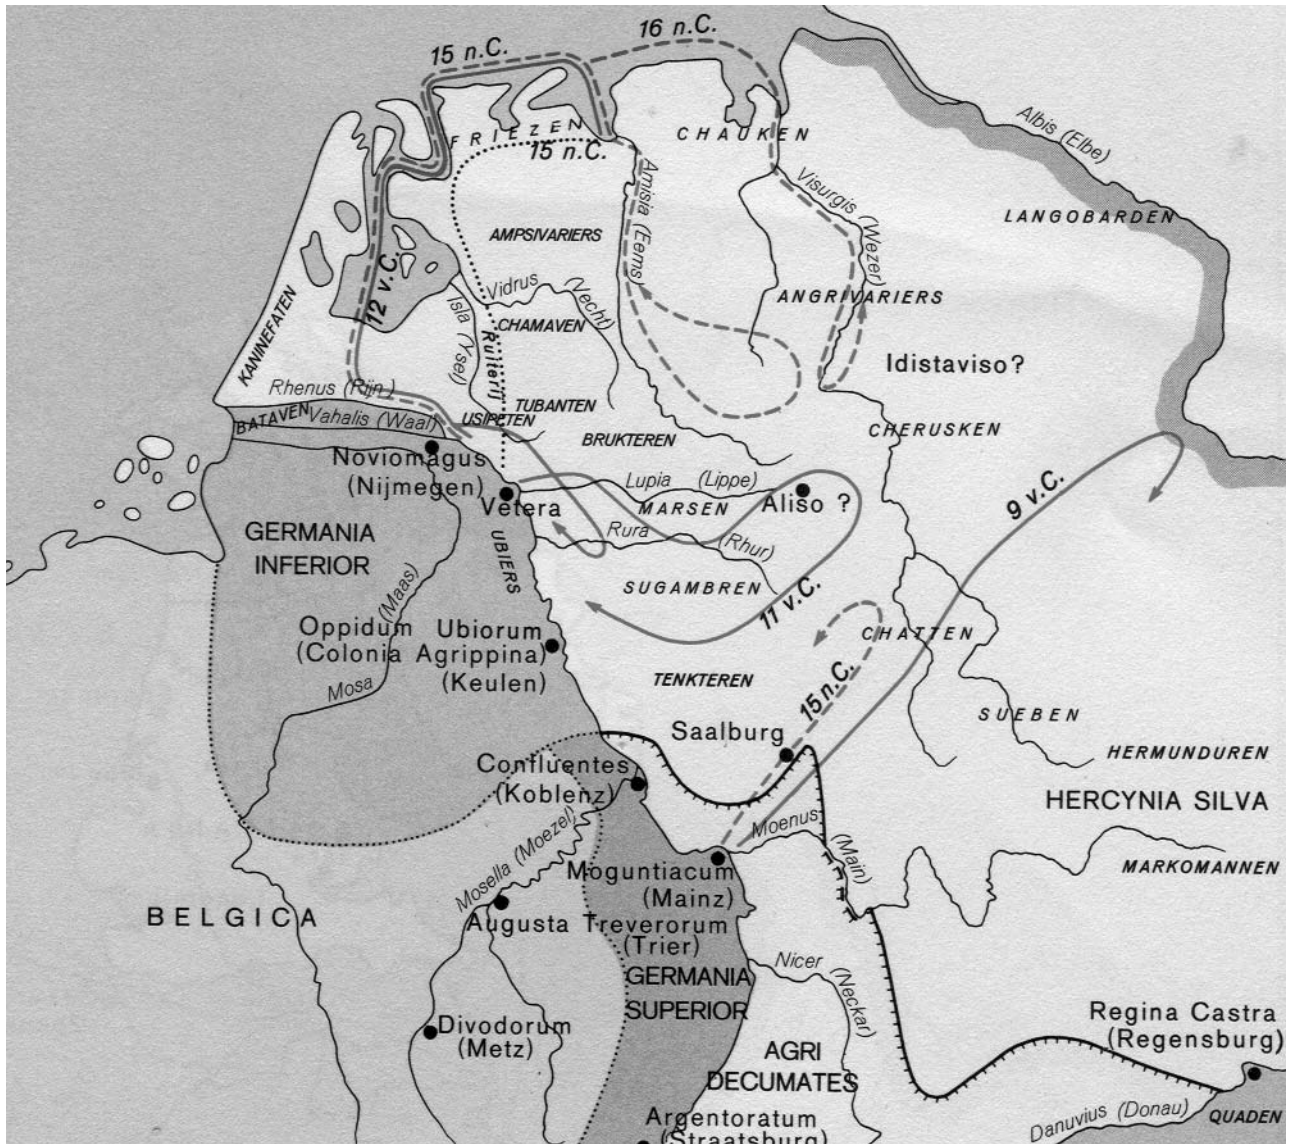 15 n.C.
16 n.C.
FRIEZEN
15 n.C.
CHAUKEN
Albis (Elbe)
Amisia (Eems)
Visurgis (Wezer)
LANGOBARDEN
AMPSIVARIERS
12 v.C.
Vidrus (Vecht)
Isla (Ysel)
ANGRIVARIERS
KANINEFATEN
CHAMAVEN
Ruiterij
Idistaviso?
Rhenus (Rijn)
BATAVEN
Vahalis (Waal)
USIPETEN
TUBANTEN
BRUKTEREN
CHERUSKEN
Noviomagus
(Nijmegen)
Vetera
Lupia (Lippe)
MARSEN
Aliso ?
9 v.C.
GERMANIA
INFERIOR
UBIERS
Rura (Rhur)
SUGAMBREN
11 v.C.
(Maas)
Mosa
Oppidum Ubiorum
(Colonia Agrippina)
(Keulen)
CHATTEN
TENKTEREN
15 n.C.
Saalburg
SUEBEN
HERMUNDUREN
Confluentes
(Koblenz)
HERCYNIA SILVA
Moenus (Main)
MARKOMANNEN
Mosella (Moezel)
Moguntiacum
(Mainz)
BELGICA
Augusta Treverorum
(Trier)
GERMANIA
SUPERIOR
Nicer (Neckar)
Divodorum
(Metz)
Regina Castra
(Regensburg)
AGRI
DECUMATES
Danuvius (Donau)
QUADEN
Argentoratum
(Straatsburg)